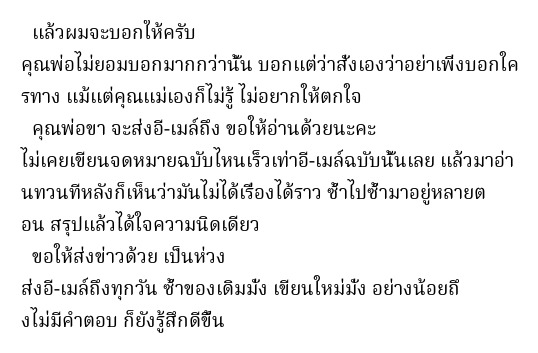 แล้วผมจะบอกให้ครับ
คุณพ่อไม่ยอมบอกมากกว่านั้น บอกแต่ว่าสั่งเองว่าอย่าเพิ่งบอกใค
รทาง แม้แต่คุณแม่เองก็ไม่รู้ ไม่อยากให้ตกใจ
คุณพ่อขา จะส่งอี-เมล์ถึง ขอให้อ่านด้วยนะคะ
ไม่เคยเขียนจดหมายฉบับไหนเร็วเท่าอี-เมล์ฉบับนั้นเลย แล้วมาอ่า
นทวนทีหลังก็เห็นว่ามันไม่ได้เรื่องได้ราว ซ้ำไปซ้ำมาอยู่หลายต
อน สรุปแล้วได้ใจความนิดเดียว
ขอให้ส่งข่าวด้วย เป็นห่วง
ส่งอี-เมล์ถึงทุกวัน ซ้ำของเดิมมั่ง เขียนใหม่มั่ง อย่างน้อยถึ
งไม่มีคำตอบ ก็ยังรู้สึกดีขึ้น